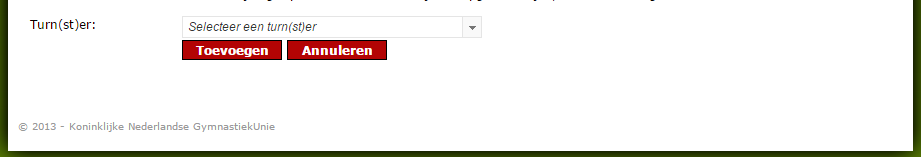 Turn(st)er: Selecteer een turn(st)er
Toevoegen Annuleren
© 2013 - Koninklijke Nederlandse GymnastiekUnie